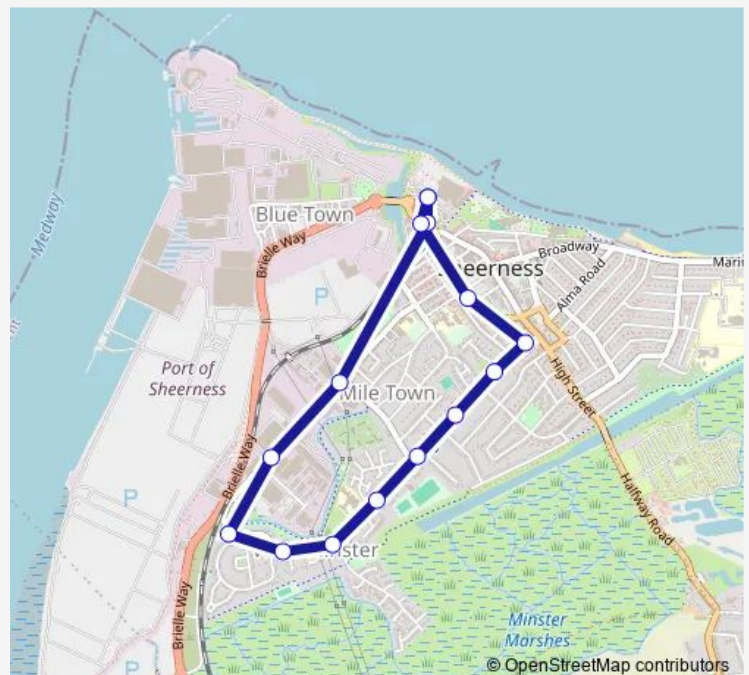 Medway
Blue Town
Brielle Way
P
Sheerness
Broadway
Alma Road
Port of
Sheerness
Mile Town
High Street
Brielle Way
P
Halfway Road
Brielle Way
Minster
Marshes
P
© OpenStreetMap contributors